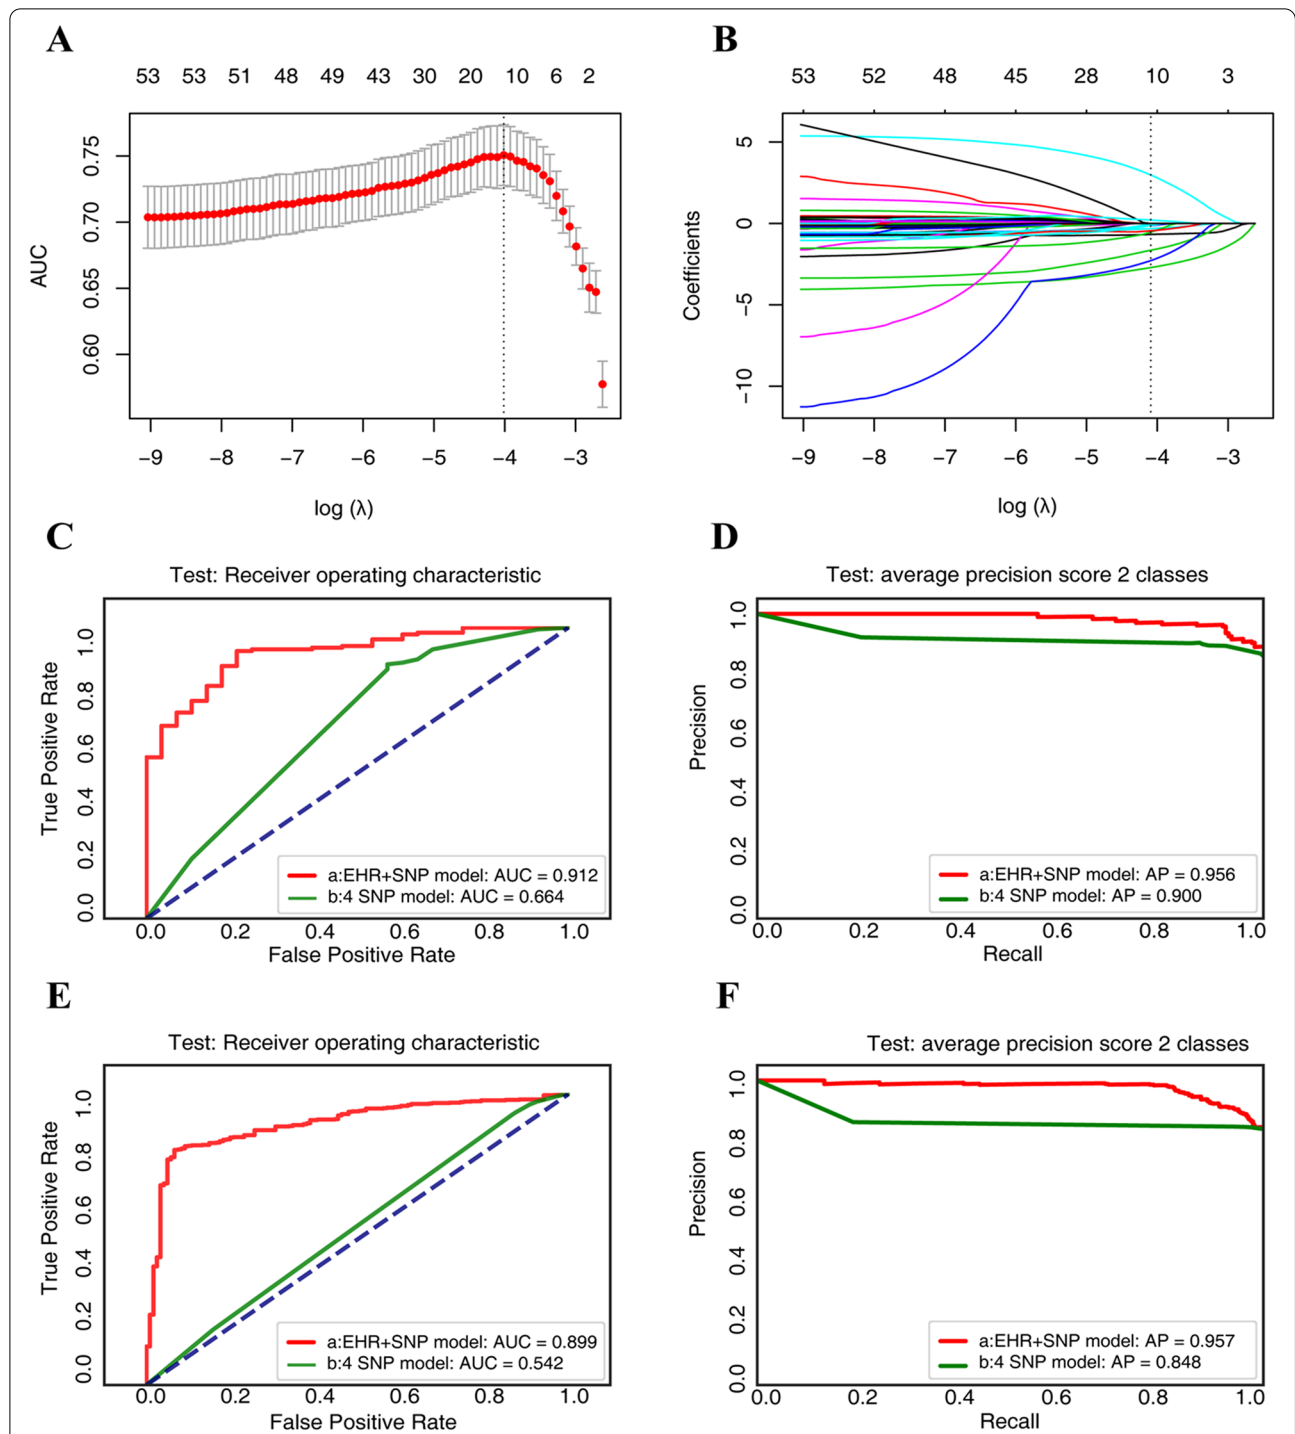 A
53 53 51 48 49 43 30 20 10 6 2
AUC
0.75
0.70
0.65
0.60
−9 −8 −7 −6 −5 −4 −3
log (λ)
B
53 52 48 45 28 10 3
Coefficients
5
0
−5
−10
−9 −8 −7 −6 −5 −4 −3
log (λ)
C
Test: Receiver operating characteristic
True Positive Rate
1.0
0.8
0.6
0.4
0.2
0.0
a:EHR+SNP model: AUC = 0.912
b:4 SNP model: AUC = 0.664
0.0 0.2 0.4 0.6 0.8 1.0
False Positive Rate
D
Test: average precision score 2 classes
Precision
1.0
0.8
0.6
0.4
0.2
0.0
a:EHR+SNP model: AP = 0.956
b:4 SNP model: AP = 0.900
0.0 0.2 0.4 0.6 0.8 1.0
Recall
E
Test: Receiver operating characteristic
True Positive Rate
1.0
0.8
0.6
0.4
0.2
0.0
a:EHR+SNP model: AUC = 0.899
b:4 SNP model: AUC = 0.542
0.0 0.2 0.4 0.6 0.8 1.0
False Positive Rate
F
Test: average precision score 2 classes
Precision
1.0
0.8
0.6
0.4
0.2
0.0
a:EHR+SNP model: AP = 0.957
b:4 SNP model: AP = 0.848
0.0 0.2 0.4 0.6 0.8 1.0
Recall